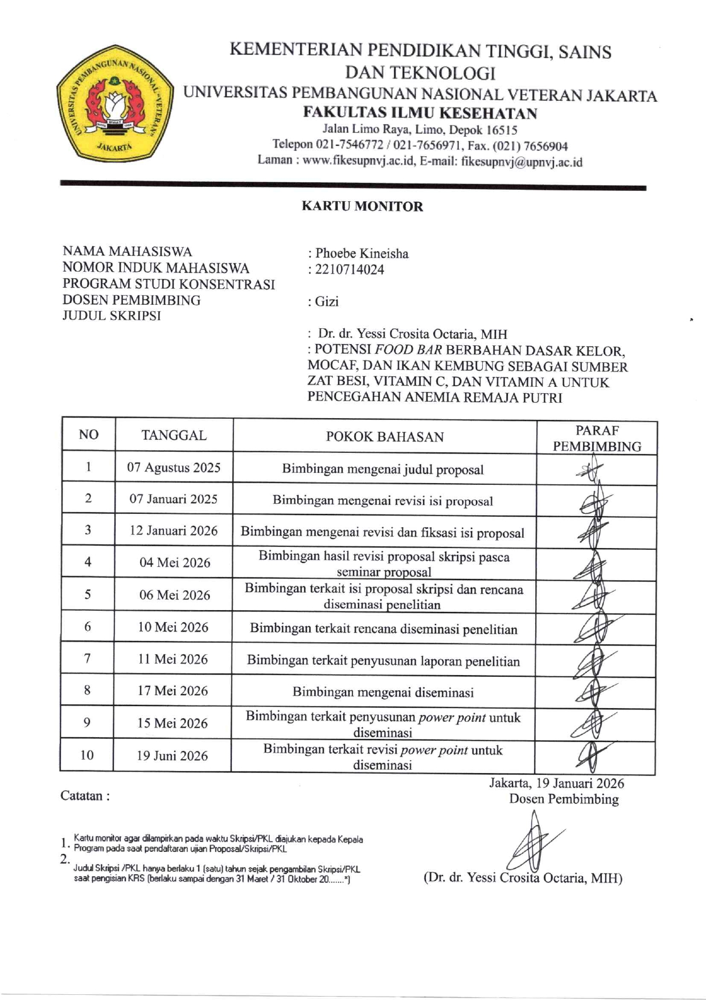 UNIVERSITAS PEMBANGUNAN NASIONAL "VETERAN"
JAKARTA
KEMENTERIAN PENDIDIKAN TINGGI, SAINS
DAN TEKNOLOGI
UNIVERSITAS PEMBANGUNAN NASIONAL VETERAN JAKARTA
FAKULTAS ILMU KESEHATAN
Jalan Limo Raya, Limo, Depok 16515
Telepon 021-7546772 / 021-7656971, Fax. (021) 7656904
Laman : www.fikesupnvj.ac.id, E-mail: fikesupnvj@upnvj.ac.id
KARTU MONITOR
NAMA MAHASISWA : Phoebe Kineisha
NOMOR INDUK MAHASISWA : 2210714024
PROGRAM STUDI KONSENTRASI
DOSEN PEMBIMBING : Gizi
JUDUL SKRIPSI
: Dr. dr. Yessi Crosita Octaria, MIH
: POTENSI FOOD BAR BERBAHAN DASAR KELOR,
MOCAF, DAN IKAN KEMBUNG SEBAGAI SUMBER
ZAT BESI, VITAMIN C, DAN VITAMIN A UNTUK
PENCEGAHAN ANEMIA REMAJA PUTRI
NO TANGGAL POKOK BAHASAN PARAF
PEMBIMBING
1 07 Agustus 2025 Bimbingan mengenai judul proposal
2 07 Januari 2025 Bimbingan mengenai revisi isi proposal
3 12 Januari 2026 Bimbingan mengenai revisi dan fiksasi isi proposal
4 04 Mei 2026 Bimbingan hasil revisi proposal skripsi pasca
seminar proposal
5 06 Mei 2026 Bimbingan terkait isi proposal skripsi dan rencana
diseminasi penelitian
6 10 Mei 2026 Bimbingan terkait rencana diseminasi penelitian
7 11 Mei 2026 Bimbingan terkait penyusunan laporan penelitian
8 17 Mei 2026 Bimbingan mengenai diseminasi
9 15 Mei 2026 Bimbingan terkait penyusunan power point untuk
diseminasi
10 19 Juni 2026 Bimbingan terkait revisi power point untuk
diseminasi
Jakarta, 19 Januari 2026
Catatan : Dosen Pembimbing
1. Kartu monitor agar dilampirkan pada waktu Skripsi/PKL diajukan kepada Kepala
Program pada saat pendaftaran ujian Proposal/Skripsi/PKL
2. Judul Skripsi /PKL hanya berlaku 1 (satu) tahun sejak pengambilan Skripsi/PKL
saat pengisian KRS (berlaku sampai dengan 31 Maret / 31 Oktober 20.......*)
(Dr. dr. Yessi Crosita Octaria, MIH)